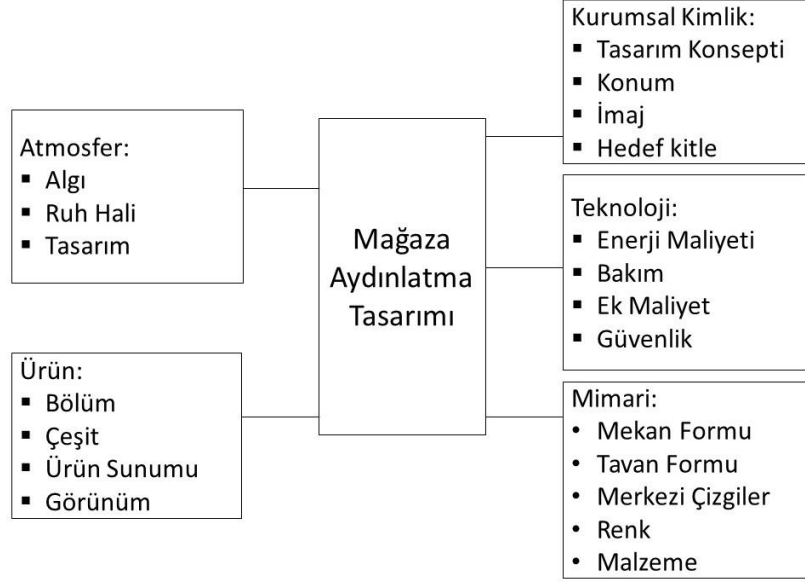 Atmosfer:
▪ Algı
▪ Ruh Hali
▪ Tasarım
Ürün:
▪ Bölüm
▪ Çeşit
▪ Ürün Sunumu
▪ Görünüm
Mağaza
Aydınlatma
Tasarımı
Kurumsal Kimlik:
▪ Tasarım Konsepti
▪ Konum
▪ İmaj
▪ Hedef kitle
Teknoloji:
▪ Enerji Maliyeti
▪ Bakım
▪ Ek Maliyet
▪ Güvenlik
Mimari:
• Mekan Formu
• Tavan Formu
• Merkezi Çizgiler
• Renk
• Malzeme